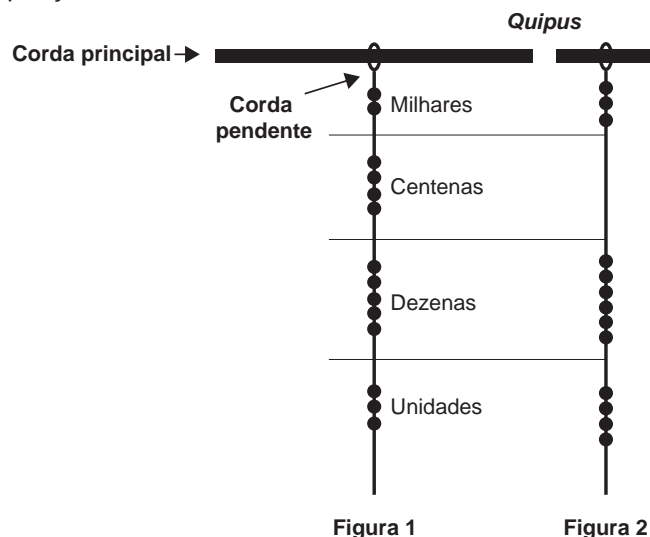 Quipus
Corda principal
Corda
pendente
Milhares
Centenas
Dezenas
Unidades
Figura 1
Figura 2